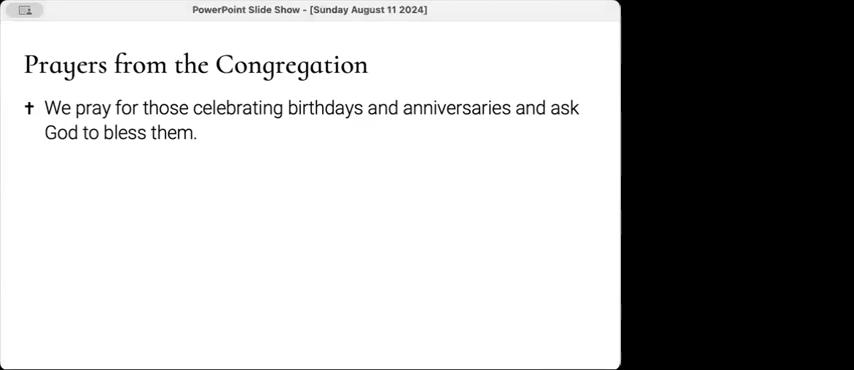 PowerPoint Slide Show - [Sunday August 11 2024]
Prayers from the Congregation
✝ We pray for those celebrating birthdays and anniversaries and ask
God to bless them.